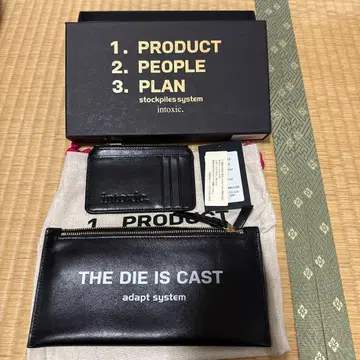 1. PRODUCT
2. PEOPLE
3. PLAN
stockpiles system
intoxic.
intoxic.
1. PRODUCT
THE DIE IS CAST
adapt system